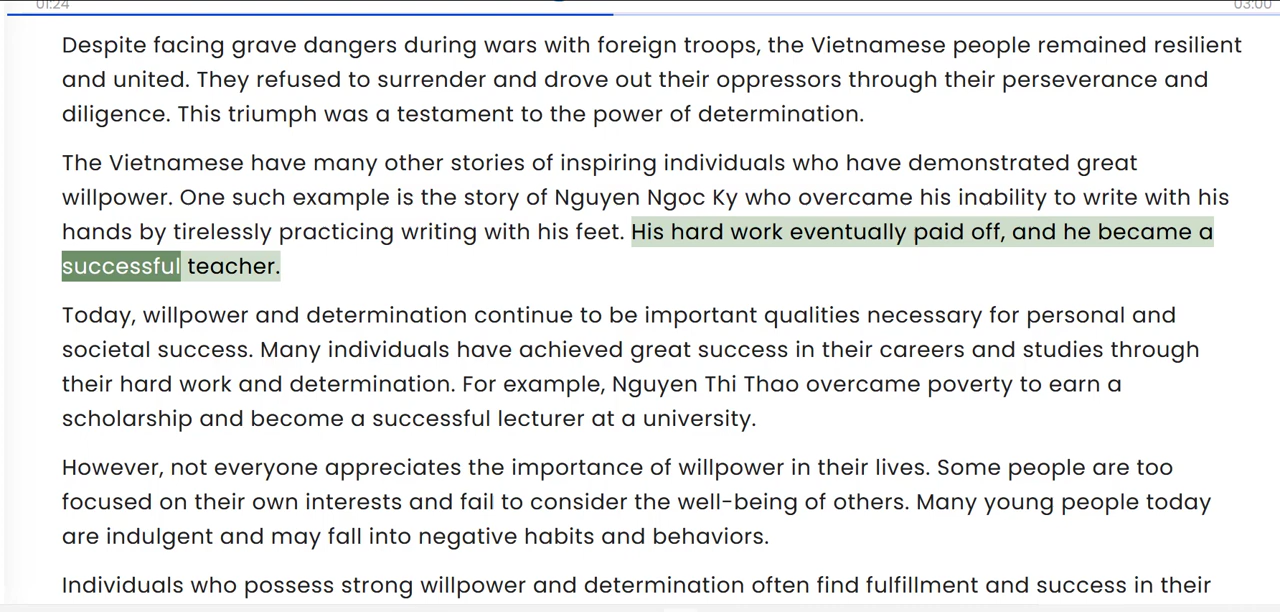 01:24 03:00
Despite facing grave dangers during wars with foreign troops, the Vietnamese people remained resilient
and united. They refused to surrender and drove out their oppressors through their perseverance and
diligence. This triumph was a testament to the power of determination.
The Vietnamese have many other stories of inspiring individuals who have demonstrated great
willpower. One such example is the story of Nguyen Ngoc Ky who overcame his inability to write with his
hands by tirelessly practicing writing with his feet. His hard work eventually paid off, and he became a
successful teacher.
Today, willpower and determination continue to be important qualities necessary for personal and
societal success. Many individuals have achieved great success in their careers and studies through
their hard work and determination. For example, Nguyen Thi Thao overcame poverty to earn a
scholarship and become a successful lecturer at a university.
However, not everyone appreciates the importance of willpower in their lives. Some people are too
focused on their own interests and fail to consider the well-being of others. Many young people today
are indulgent and may fall into negative habits and behaviors.
Individuals who possess strong willpower and determination often find fulfillment and success in their